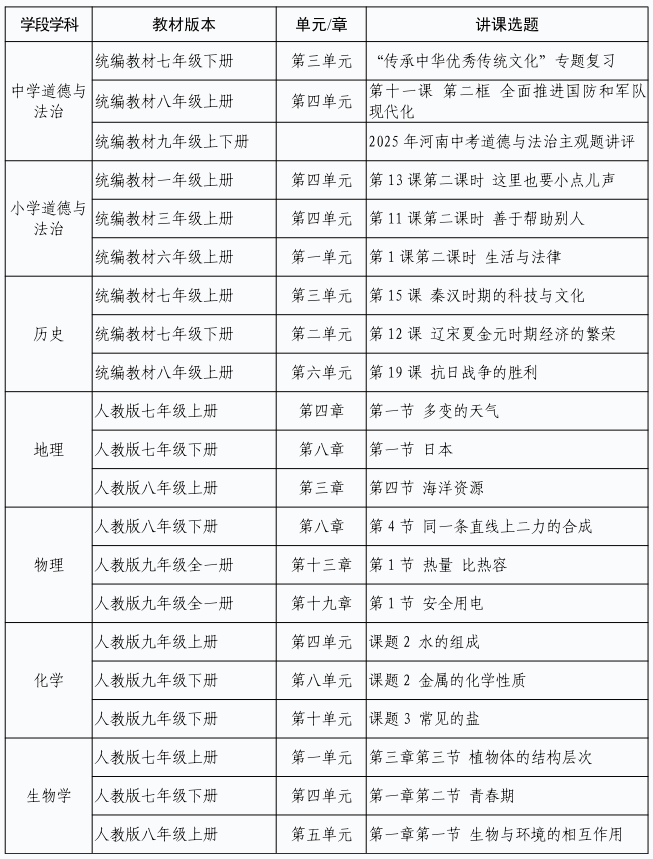 学段学科 教材版本 单元/章 讲课选题
中学道德与法治 统编教材七年级下册 第三单元 “传承中华优秀传统文化”专题复习
统编教材八年级上册 第四单元 第十一课 第二框 全面推进国防和军队
现代化
统编教材九年级上下册 2025年河南中考道德与法治主观题讲评
小学道德与法治 统编教材一年级上册 第四单元 第13课第二课时 这里也要小点儿声
统编教材三年级上册 第四单元 第11课第二课时 善于帮助别人
统编教材六年级上册 第一单元 第1课第二课时 生活与法律
历史 统编教材七年级上册 第三单元 第15课 秦汉时期的科技与文化
统编教材七年级下册 第二单元 第12课 辽宋夏金元时期经济的繁荣
统编教材八年级上册 第六单元 第19课 抗日战争的胜利
地理 人教版七年级上册 第四章 第一节 多变的天气
人教版七年级下册 第八章 第一节 日本
人教版八年级上册 第三章 第四节 海洋资源
物理 人教版八年级下册 第八章 第4节 同一条直线上二力的合成
人教版九年级全一册 第十三章 第1节 热量 比热容
人教版九年级全一册 第十九章 第1节 安全用电
化学 人教版九年级上册 第四单元 课题2 水的组成
人教版九年级下册 第八单元 课题2 金属的化学性质
人教版九年级下册 第十单元 课题3 常见的盐
生物学 人教版七年级上册 第一单元 第三章第三节 植物体的结构层次
人教版七年级下册 第四单元 第一章第二节 青春期
人教版八年级上册 第五单元 第一章第一节 生物与环境的相互作用